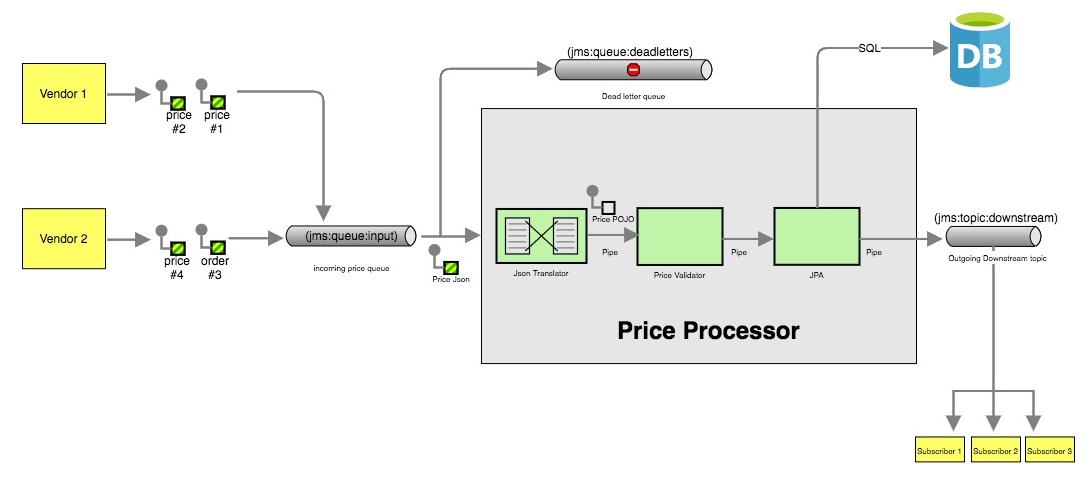 (jms:queue:deadletters)
Dead letter queue
SQL
DB
Vendor 1
price
#2
price
#1
Vendor 2
price
#4
order
#3
(jms:queue:input)
incoming price queue
Price Json
Json Translator
Price POJO
Pipe
Price Validator
Pipe
JPA
Pipe
Price Processor
(jms:topic:downstream)
Outgoing Downstream topic
Subscriber 1
Subscriber 2
Subscriber 3